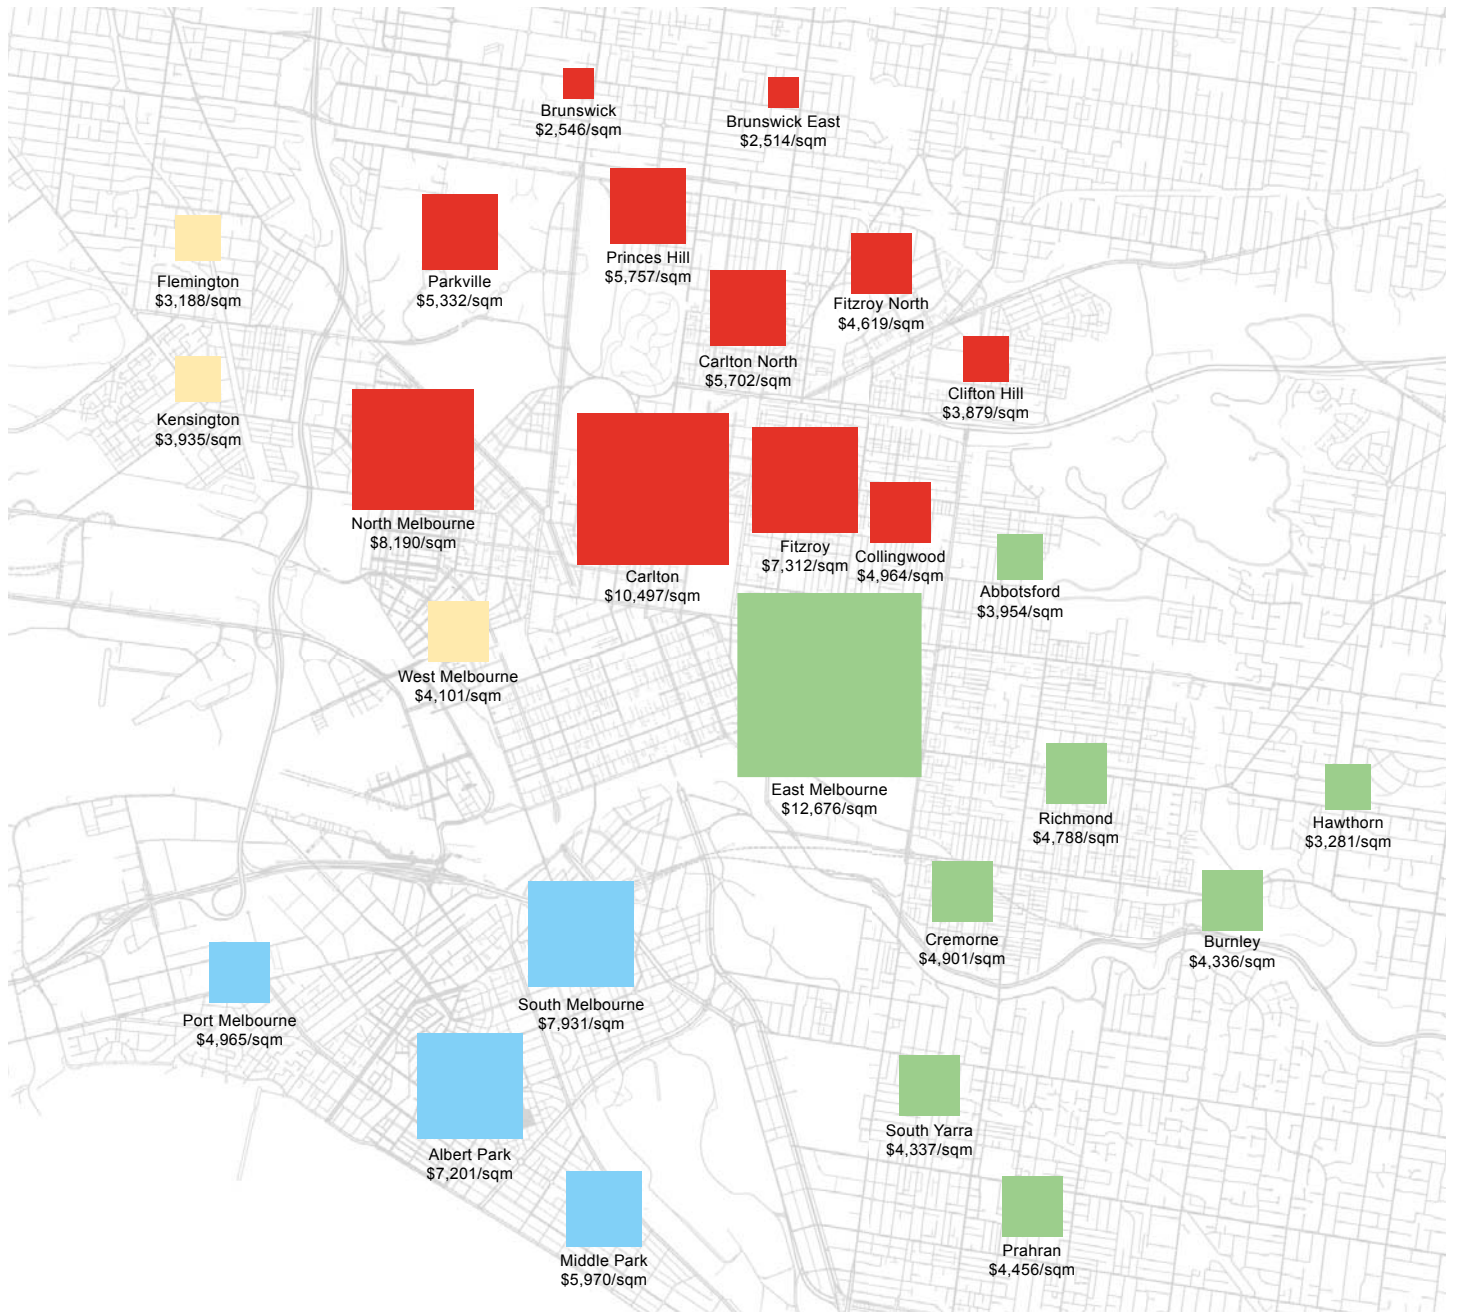 Brunswick
$2,546/sqm
Brunswick East
$2,514/sqm
Flemington
$3,188/sqm
Parkville
$5,332/sqm
Princes Hill
$5,757/sqm
Fitzroy North
$4,619/sqm
Carlton North
$5,702/sqm
Clifton Hill
$3,879/sqm
Kensington
$3,935/sqm
North Melbourne
$8,190/sqm
Carlton
$10,497/sqm
Fitzroy
$7,312/sqm
Collingwood
$4,964/sqm
Abbotsford
$3,954/sqm
West Melbourne
$4,101/sqm
East Melbourne
$12,676/sqm
Richmond
$4,788/sqm
Hawthorn
$3,281/sqm
Cremorne
$4,901/sqm
Burnley
$4,336/sqm
South Melbourne
$7,931/sqm
Port Melbourne
$4,965/sqm
Albert Park
$7,201/sqm
South Yarra
$4,337/sqm
Middle Park
$5,970/sqm
Prahran
$4,456/sqm